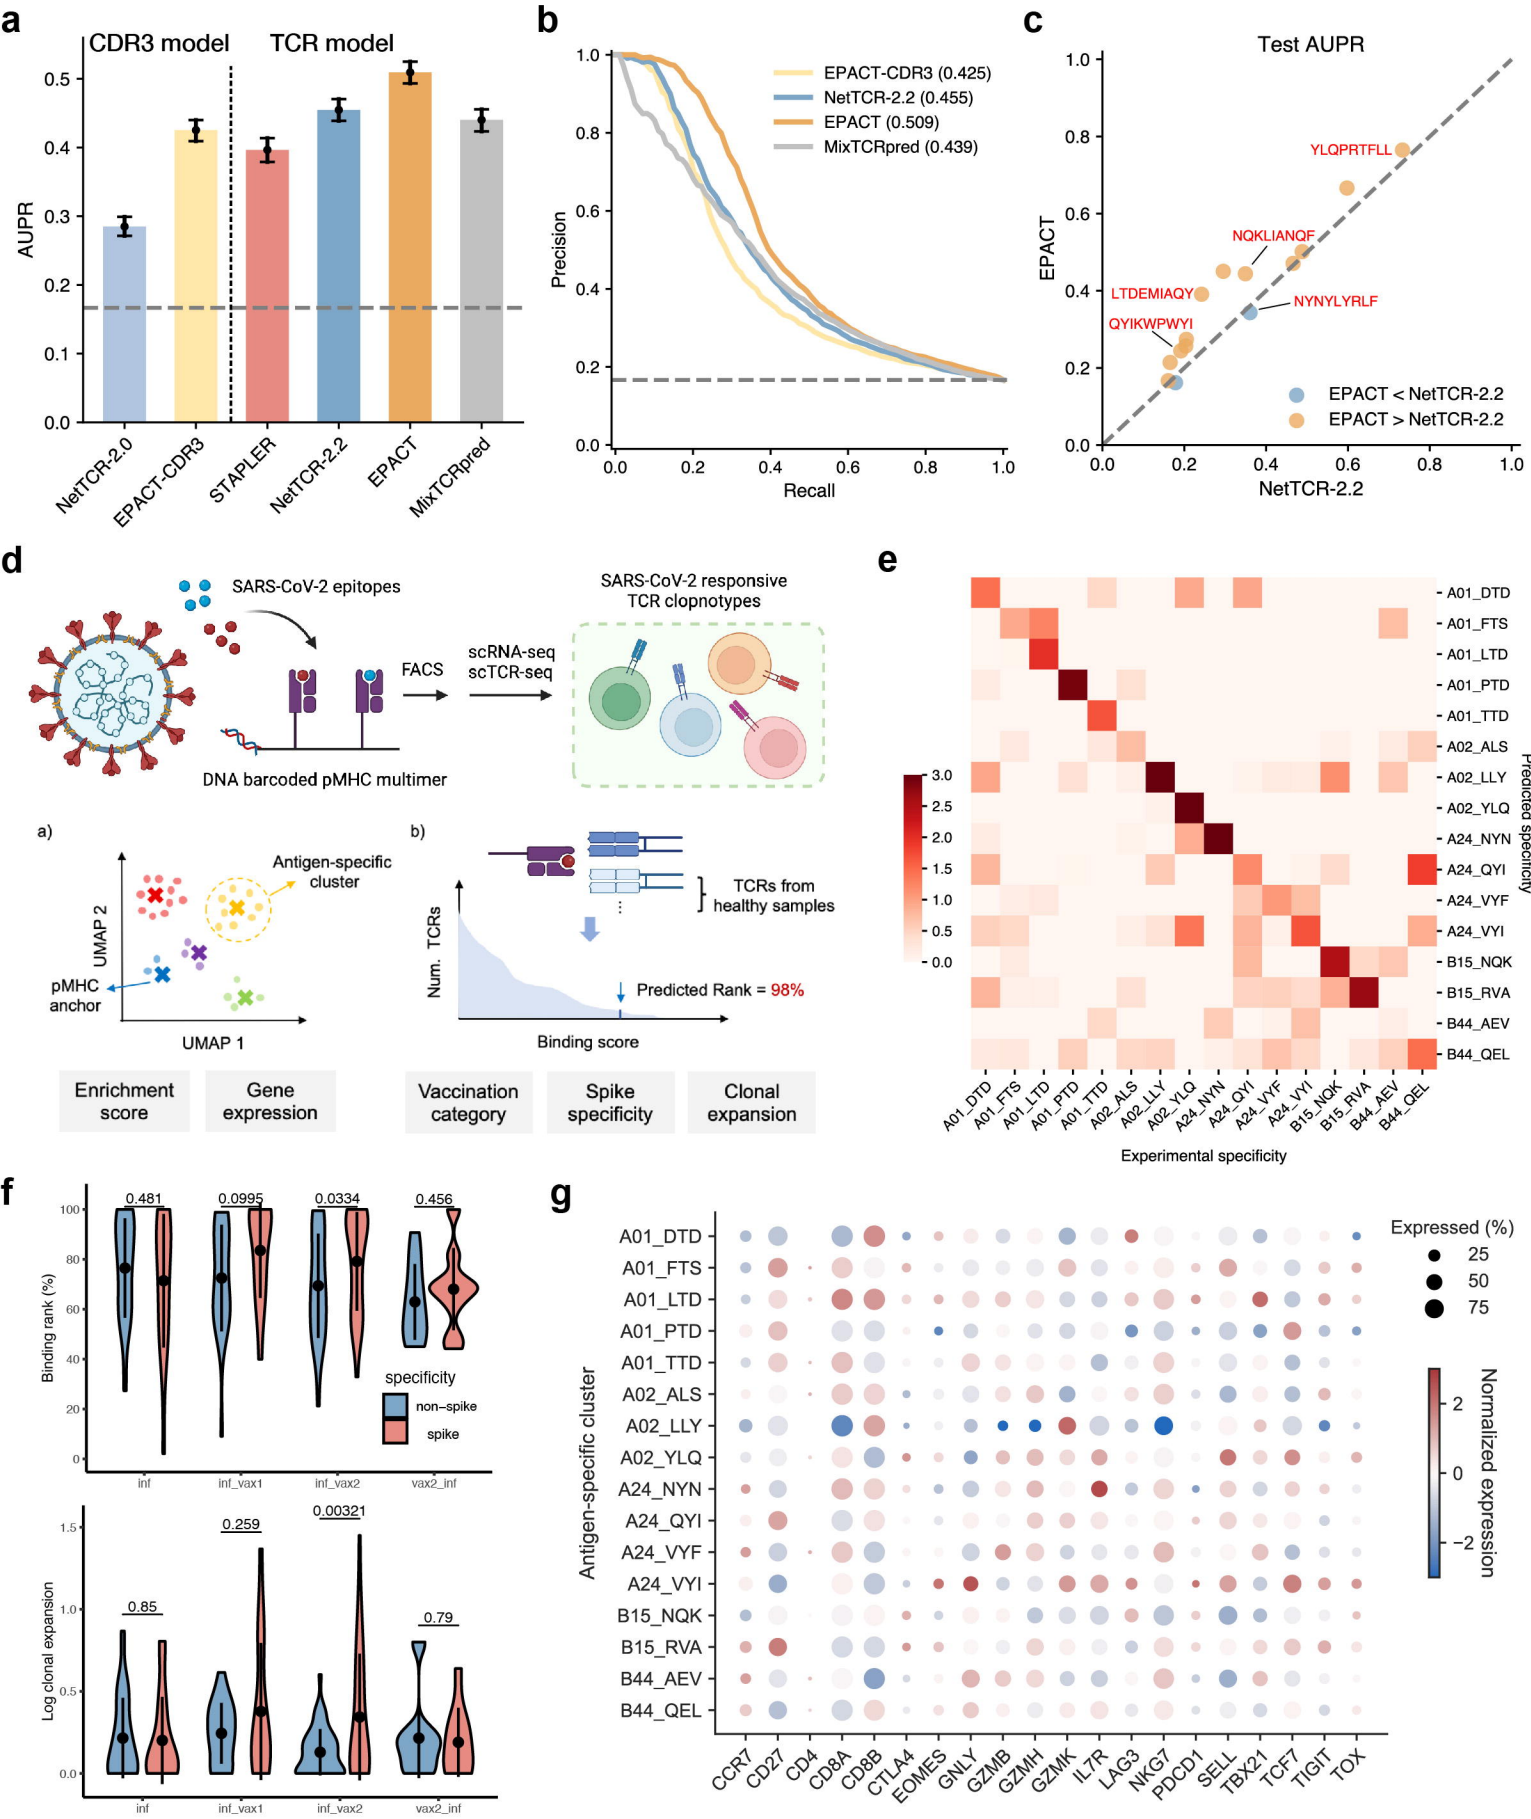 a
CDR3 model
TCR model
AUPR
0.5
0.4
0.3
0.2
0.1
0.0
NetTCR-2.0
EPACT-CDR3
STAPLER
NetTCR-2.2
EPACT
MixTCRpred
b
Precision
1.0
0.8
0.6
0.4
0.2
0.0
EPACT-CDR3 (0.425)
NetTCR-2.2 (0.455)
EPACT (0.509)
MixTCRpred (0.439)
0.0 0.2 0.4 0.6 0.8 1.0
Recall
c
Test AUPR
EPACT
1.0
0.8
0.6
0.4
0.2
0.0
YLQPRTFLL
NQKLIANQF
LTDEMIAQY
NYNYLYRLF
QYIKWPWYI
EPACT < NetTCR-2.2
EPACT > NetTCR-2.2
0.0 0.2 0.4 0.6 0.8 1.0
NetTCR-2.2
d
SARS-CoV-2 epitopes
FACS
scRNA-seq
scTCR-seq
SARS-CoV-2 responsive
TCR clopnotypes
DNA barcoded pMHC multimer
a)
Antigen-specific
cluster
UMAP 2
pMHC
anchor
UMAP 1
b)
TCRs from
healthy samples
Num. TCRs
Predicted Rank = 98%
Binding score
Enrichment
score
Gene
expression
Vaccination
category
Spike
specificity
Clonal
expansion
e
3.0
2.5
2.0
1.5
1.0
0.5
0.0
A01_DTD
A01_FTS
A01_LTD
A01_PTD
A01_TTD
A02_ALS
A02_LLY
A02_YLQ
A24_NYN
A24_QYI
A24_VYF
A24_VYI
B15_NQK
B15_RVA
B44_AEV
B44_QEL
Predicted specificity
A01_DTD
A01_FTS
A01_LTD
A01_PTD
A01_TTD
A02_ALS
A02_LLY
A02_YLQ
A24_NYN
A24_QYI
A24_VYF
A24_VYI
B15_NQK
B15_RVA
B44_AEV
B44_QEL
Experimental specificity
f
Binding rank (%)
100
80
60
40
20
0
0.481
0.0995
0.0334
0.456
specificity
non-spike
spike
inf
inf_vax1
inf_vax2
vax2_inf
Log clonal expansion
1.5
1.0
0.5
0.0
0.85
0.259
0.00321
0.79
inf
inf_vax1
inf_vax2
vax2_inf
g
Antigen-specific cluster
A01_DTD
A01_FTS
A01_LTD
A01_PTD
A01_TTD
A02_ALS
A02_LLY
A02_YLQ
A24_NYN
A24_QYI
A24_VYF
A24_VYI
B15_NQK
B15_RVA
B44_AEV
B44_QEL
CCR7
CD27
CD4
CD8A
CD8B
CTLA4
EOMES
GNLY
GZMB
GZMH
GZMK
IL7R
LAG3
NKG7
PDCD1
SELL
TBX21
TCF7
TIGIT
TOX
Expressed (%)
25
50
75
2
0
−2
Normalized expression